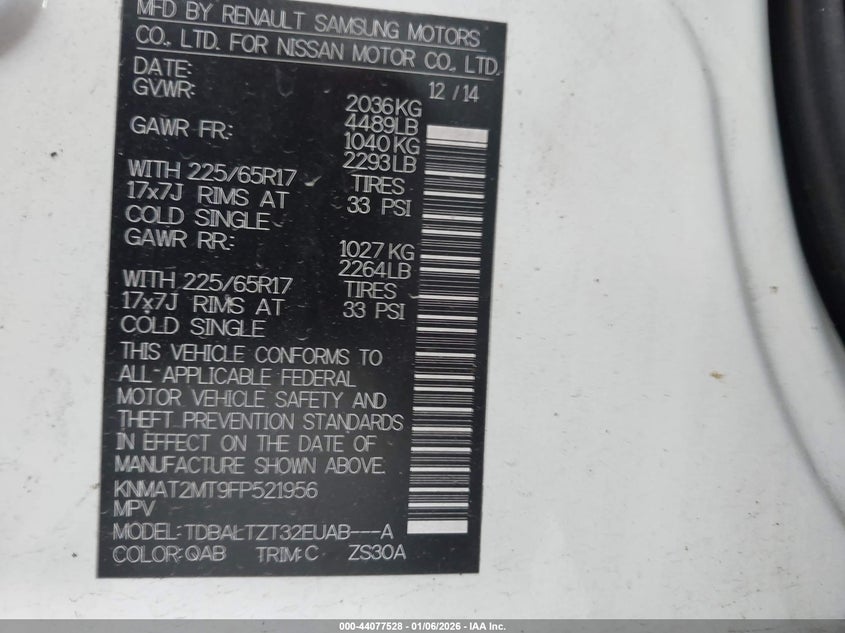 MFD BY RENAULT SAMSUNG MOTORS
CO., LTD. FOR NISSAN MOTOR CO., LTD.
DATE: 12 / 14
GVWR: 2036KG
4489LB
GAWR FR: 1040 KG
2293LB
WITH 225/65R17 TIRES
17x7J RIMS AT 33 PSI
COLD SINGLE
GAWR RR: 1027 KG
2264LB
WITH 225/65R17 TIRES
17x7J RIMS AT 33 PSI
COLD SINGLE
THIS VEHICLE CONFORMS TO
ALL APPLICABLE FEDERAL
MOTOR VEHICLE SAFETY AND
THEFT PREVENTION STANDARDS
IN EFFECT ON THE DATE OF
MANUFACTURE SHOWN ABOVE.
KNMAT2MT9FP521956
MPV
MODEL: TDBALTZT32EUAB---A
COLOR: QAB TRIM: C ZS30A
000-44077528 - 01/06/2026 - IAA Inc.